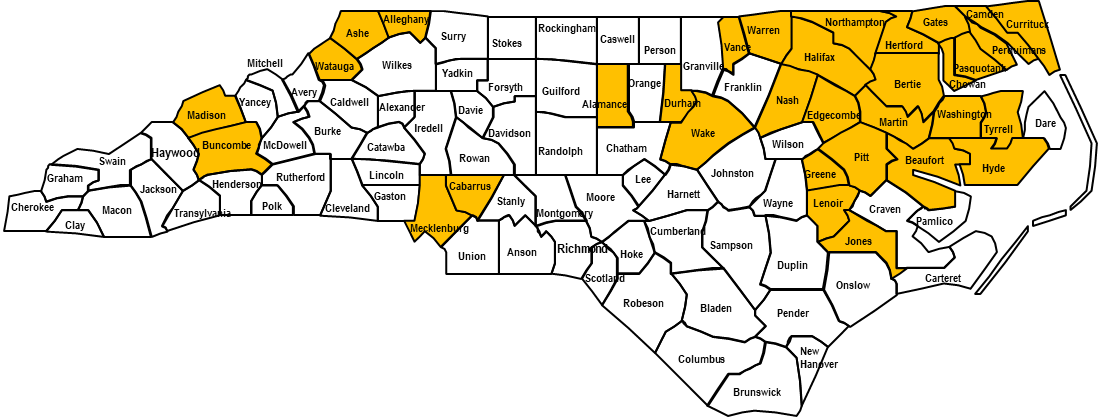 Alleghany
Ashe
Surry
Stokes
Rockingham
Caswell
Person
Vance
Warren
Northampton
Gates
Camden
Currituck
Hertford
Perquimans
Pasquotank
Chowan
Halifax
Granville
Watauga
Wilkes
Mitchell
Yadkin
Forsyth
Guilford
Alamance
Orange
Durham
Franklin
Nash
Edgecombe
Bertie
Martin
Washington
Tyrrell
Dare
Avery
Yancey
Caldwell
Alexander
Madison
Iredell
Davie
Davidson
Randolph
Chatham
Wake
Wilson
Pitt
Beaufort
Hyde
Buncombe
McDowell
Burke
Catawba
Rowan
Haywood
Swain
Graham
Cherokee
Clay
Macon
Jackson
Transylvania
Henderson
Polk
Rutherford
Cleveland
Lincoln
Gaston
Mecklenburg
Cabarrus
Stanly
Union
Anson
Montgomery
Richmond
Moore
Lee
Harnett
Johnston
Wayne
Greene
Lenoir
Craven
Pamlico
Jones
Carteret
Onslow
Duplin
Sampson
Cumberland
Hoke
Scotland
Robeson
Bladen
Pender
Columbus
New
Hanover
Brunswick